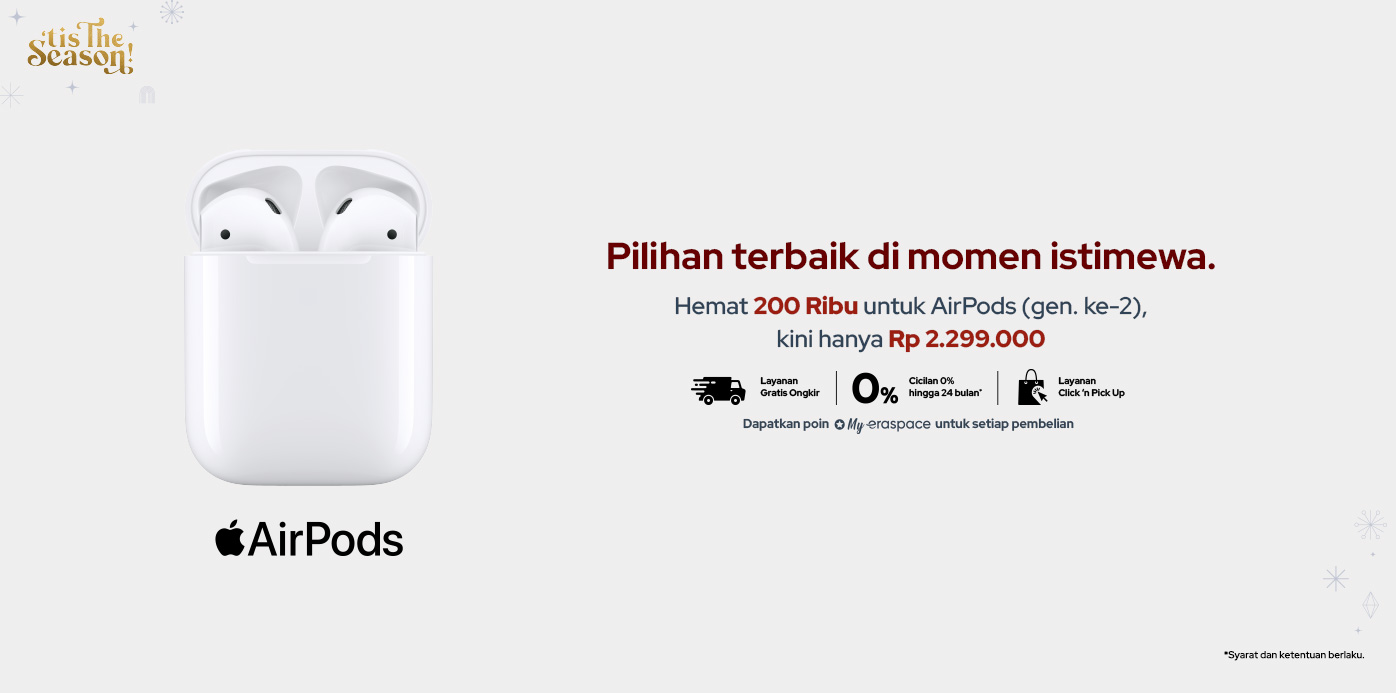 'tis The
Season!
Pilihan terbaik di momen istimewa.
Hemat 200 Ribu untuk AirPods (gen. ke-2),
kini hanya Rp 2.299.000
Layanan
Gratis Ongkir
0%
Cicilan 0%
hingga 24 bulan*
Layanan
Click 'n Pick Up
Dapatkan poin My eraspace untuk setiap pembelian
AirPods
*Syarat dan ketentuan berlaku.